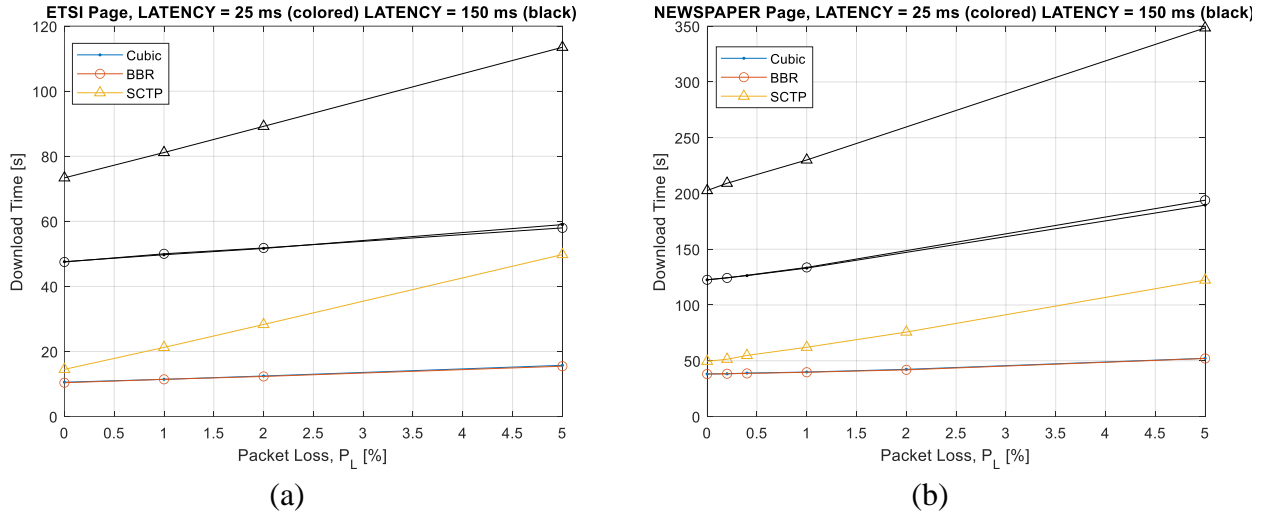 ETSI Page, LATENCY = 25 ms (colored) LATENCY = 150 ms (black)
120
100
80
60
40
20
0
Download Time [s]
Cubic
BBR
SCTP
0 0.5 1 1.5 2 2.5 3 3.5 4 4.5 5
Packet Loss, P_L [%]
(a)
NEWSPAPER Page, LATENCY = 25 ms (colored) LATENCY = 150 ms (black)
350
300
250
200
150
100
50
0
Download Time [s]
Cubic
BBR
SCTP
0 0.5 1 1.5 2 2.5 3 3.5 4 4.5 5
Packet Loss, P_L [%]
(b)